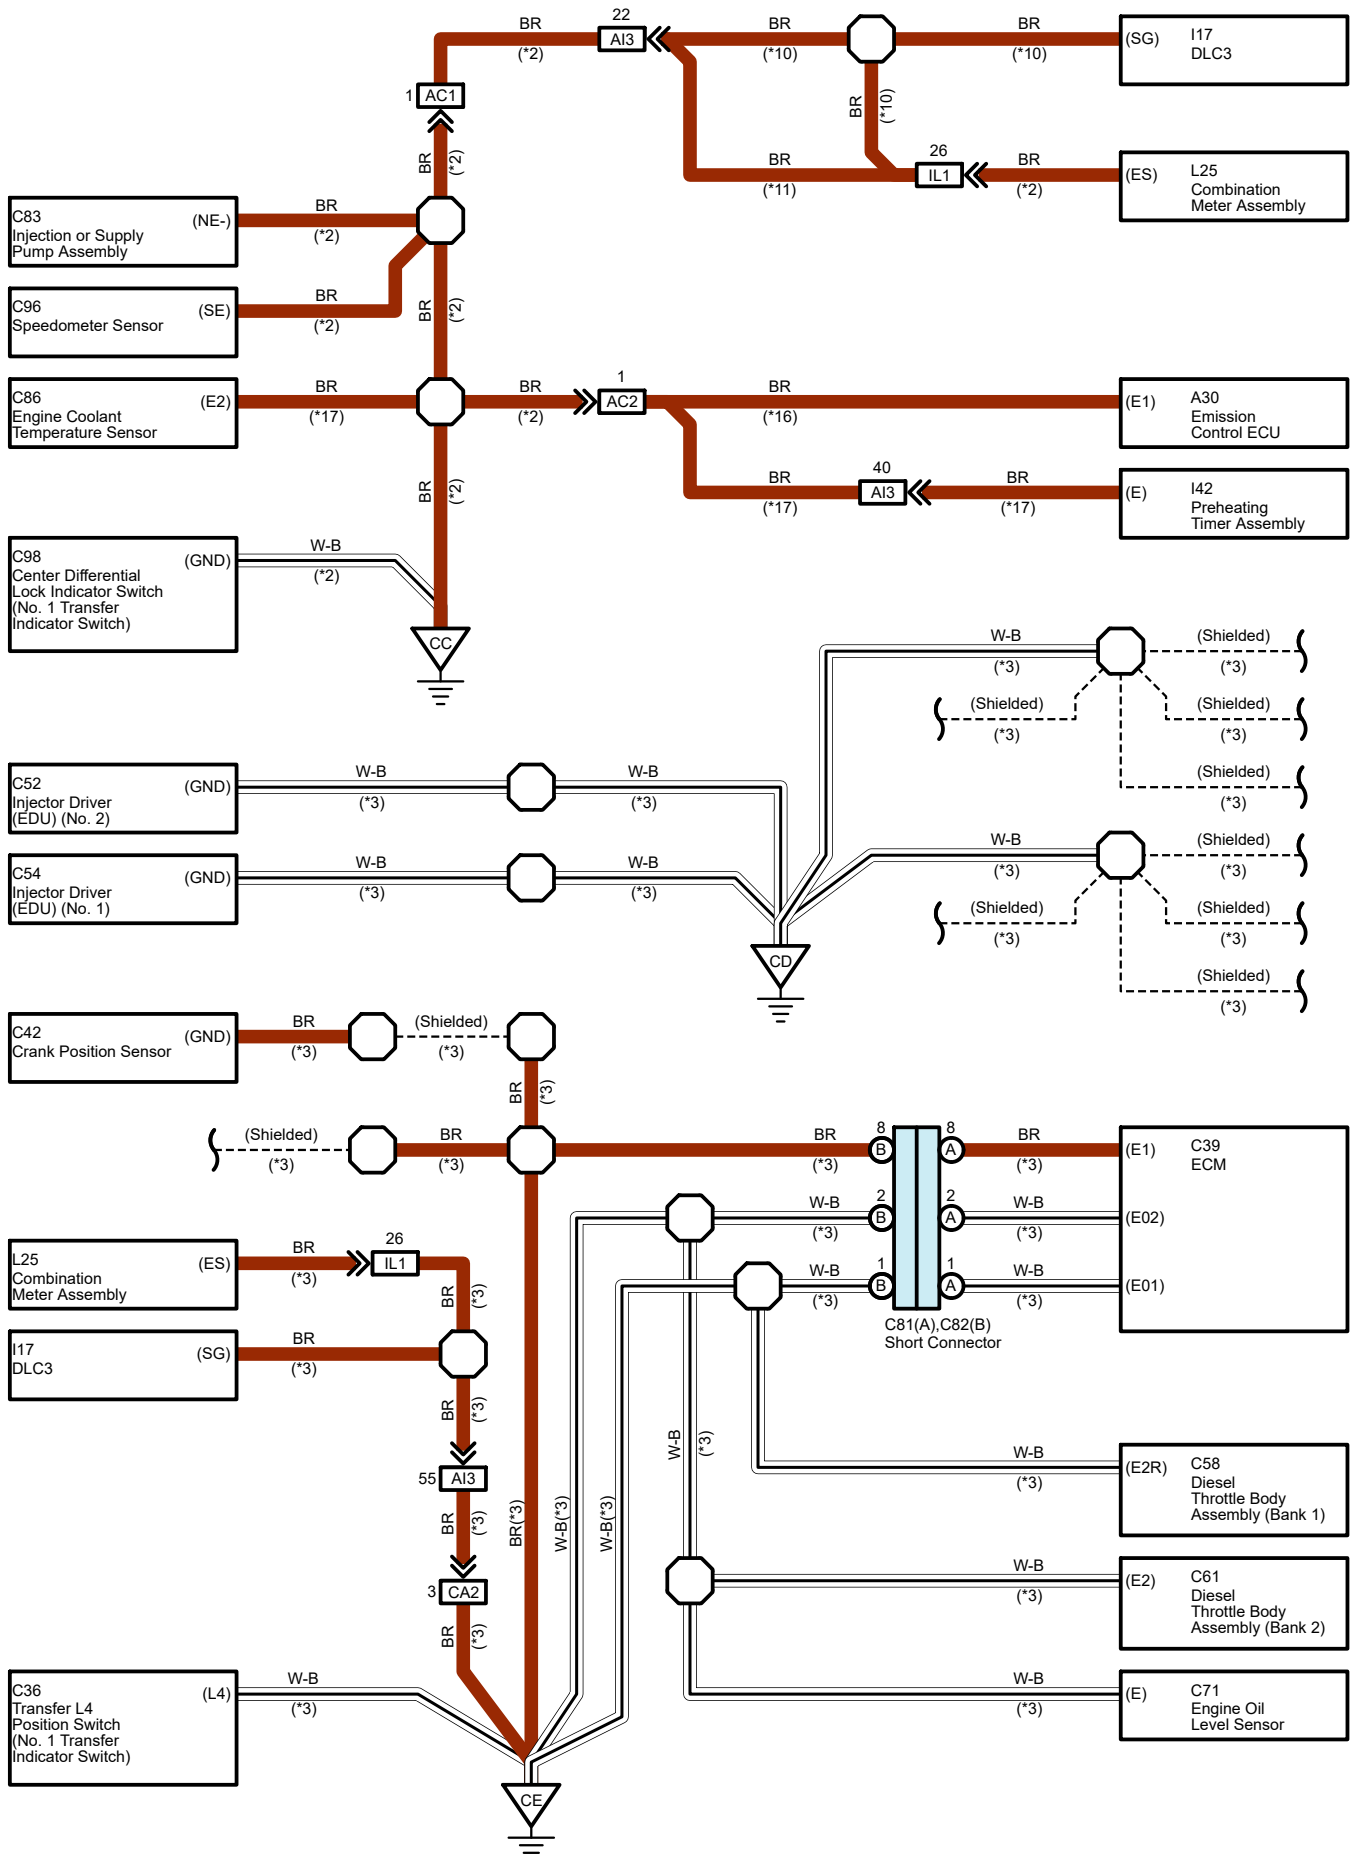 22
BR
AI3
(*2)
BR
(*10)
BR
(*10)
(SG)
I17
DLC3
1
AC1
BR
(*10)
BR
(*2)
BR
(*11)
26
IL1
BR
(*2)
(ES)
L25
Combination
Meter Assembly
C83
Injection or Supply
Pump Assembly
(NE-)
BR
(*2)
C96
Speedometer Sensor
(SE)
BR
(*2)
BR
(*2)
C86
Engine Coolant
Temperature Sensor
(E2)
BR
(*17)
BR
(*2)
1
AC2
BR
(*16)
(E1)
A30
Emission
Control ECU
BR
(*2)
BR
(*17)
40
AI3
BR
(*17)
(E)
I42
Preheating
Timer Assembly
C98
Center Differential
Lock Indicator Switch
(No. 1 Transfer
Indicator Switch)
(GND)
W-B
(*2)
CC
W-B
(*3)
(Shielded)
(*3)
(Shielded)
(*3)
(Shielded)
(*3)
(Shielded)
(*3)
C52
Injector Driver
(EDU) (No. 2)
(GND)
W-B
(*3)
W-B
(*3)
C54
Injector Driver
(EDU) (No. 1)
(GND)
W-B
(*3)
W-B
(*3)
W-B
(*3)
(Shielded)
(*3)
(Shielded)
(*3)
(Shielded)
(*3)
(Shielded)
(*3)
CD
C42
Crank Position Sensor
(GND)
BR
(*3)
(Shielded)
(*3)
BR
(*3)
(Shielded)
(*3)
BR
(*3)
BR
(*3)
8
B
8
A
BR
(*3)
(E1)
C39
ECM
W-B
(*3)
2
B
2
A
W-B
(*3)
(E02)
W-B
(*3)
1
B
1
A
W-B
(*3)
(E01)
C81(A),C82(B)
Short Connector
L25
Combination
Meter Assembly
(ES)
BR
(*3)
26
IL1
BR
(*3)
I17
DLC3
(SG)
BR
(*3)
BR
(*3)
55
AI3
BR
(*3)
3
CA2
BR
(*3)
BR(*3)
W-B(*3)
W-B(*3)
W-B
(*3)
W-B
(*3)
(E2R)
C58
Diesel
Throttle Body
Assembly (Bank 1)
W-B
(*3)
(E2)
C61
Diesel
Throttle Body
Assembly (Bank 2)
W-B
(*3)
(E)
C71
Engine Oil
Level Sensor
C36
Transfer L4
Position Switch
(No. 1 Transfer
Indicator Switch)
(L4)
W-B
(*3)
CE